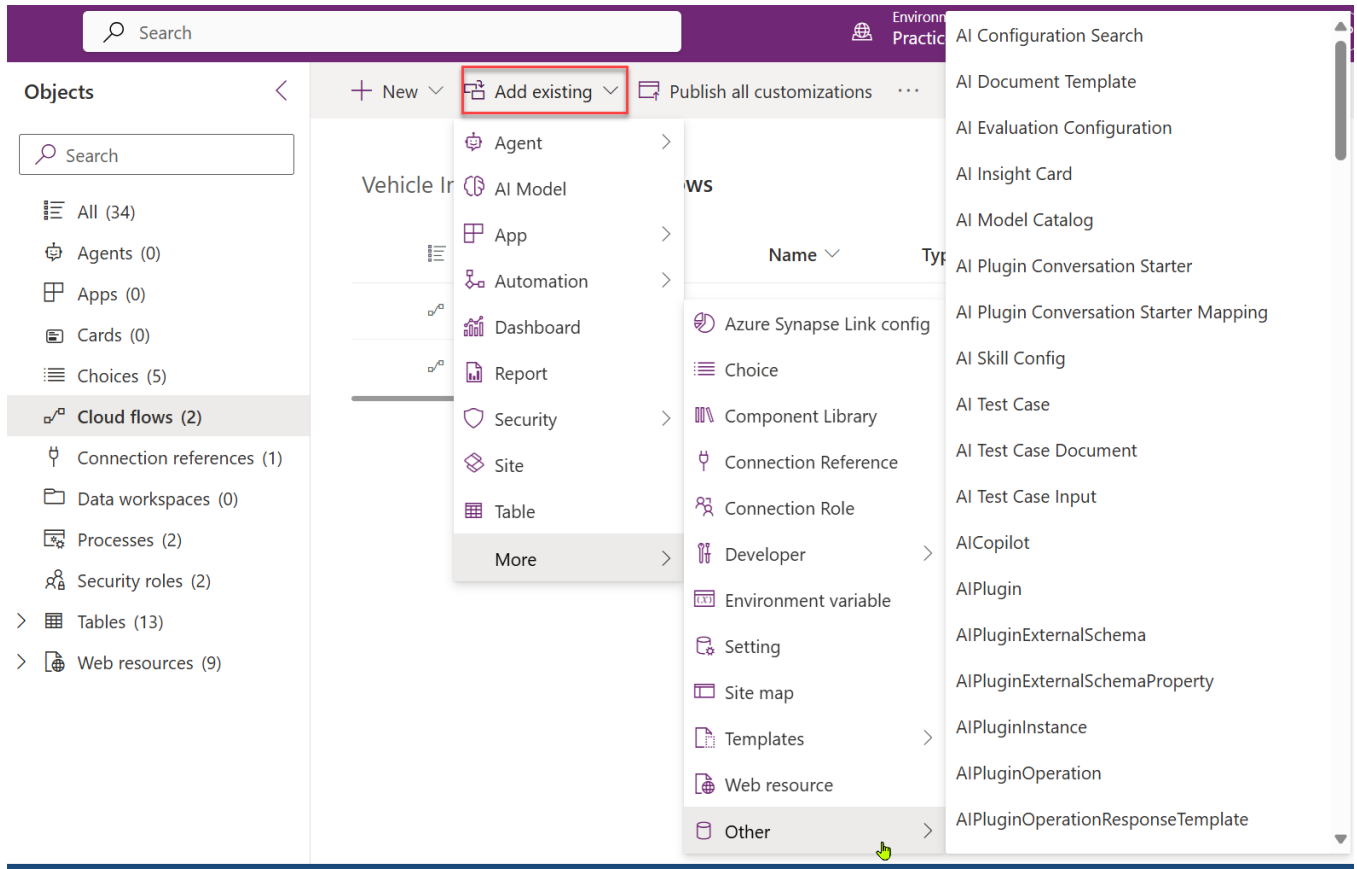 Search
Environm
Practic
Objects
Search
All (34)
Agents (0)
Apps (0)
Cards (0)
Choices (5)
Cloud flows (2)
Connection references (1)
Data workspaces (0)
Processes (2)
Security roles (2)
Tables (13)
Web resources (9)
New
Add existing
Publish all customizations
...
Vehicle In
ws
Name
Typ
Agent
AI Model
App
Automation
Dashboard
Report
Security
Site
Table
More
Azure Synapse Link config
Choice
Component Library
Connection Reference
Connection Role
Developer
Environment variable
Setting
Site map
Templates
Web resource
Other
AI Configuration Search
AI Document Template
AI Evaluation Configuration
AI Insight Card
AI Model Catalog
AI Plugin Conversation Starter
AI Plugin Conversation Starter Mapping
AI Skill Config
AI Test Case
AI Test Case Document
AI Test Case Input
AICopilot
AIPlugin
AIPluginExternalSchema
AIPluginExternalSchemaProperty
AIPluginInstance
AIPluginOperation
AIPluginOperationResponseTemplate